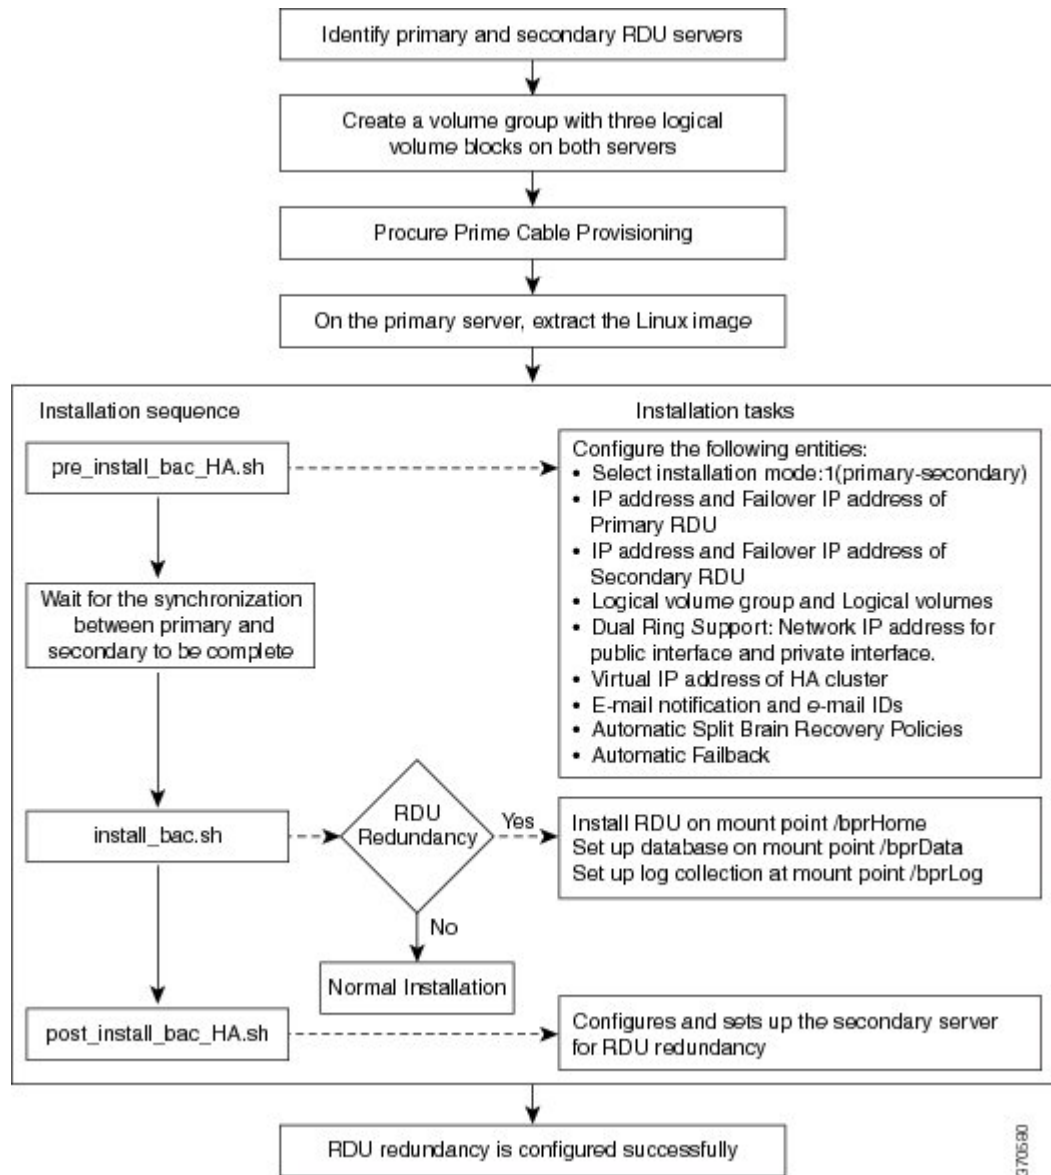 Identify primary and secondary RDU servers
Create a volume group with three logical
volume blocks on both servers
Procure Prime Cable Provisioning
On the primary server, extract the Linux image
Installation sequence
Installation tasks
pre_install_bac_HA.sh
Configure the following entities:
• Select installation mode:1(primary-secondary)
• IP address and Failover IP address of
Primary RDU
• IP address and Failover IP address of
Secondary RDU
• Logical volume group and Logical volumes
• Dual Ring Support: Network IP address for
public interface and private interface.
• Virtual IP address of HA cluster
• E-mail notification and e-mail IDs
• Automatic Split Brain Recovery Policies
• Automatic Failback
Wait for the synchronization
between primary and
secondary to be complete
install_bac.sh
RDU
Redundancy
Yes
Install RDU on mount point /bprHome
Set up database on mount point /bprData
Set up log collection at mount point /bprLog
No
Normal Installation
post_install_bac_HA.sh
Configures and sets up the secondary server
for RDU redundancy
RDU redundancy is configured successfully
370590